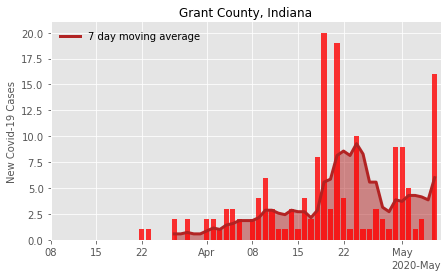 Grant County, Indiana
7 day moving average
New Covid-19 Cases
20.0
17.5
15.0
12.5
10.0
7.5
5.0
2.5
0.0
08
15
22
Apr
08
15
22
May
2020-May